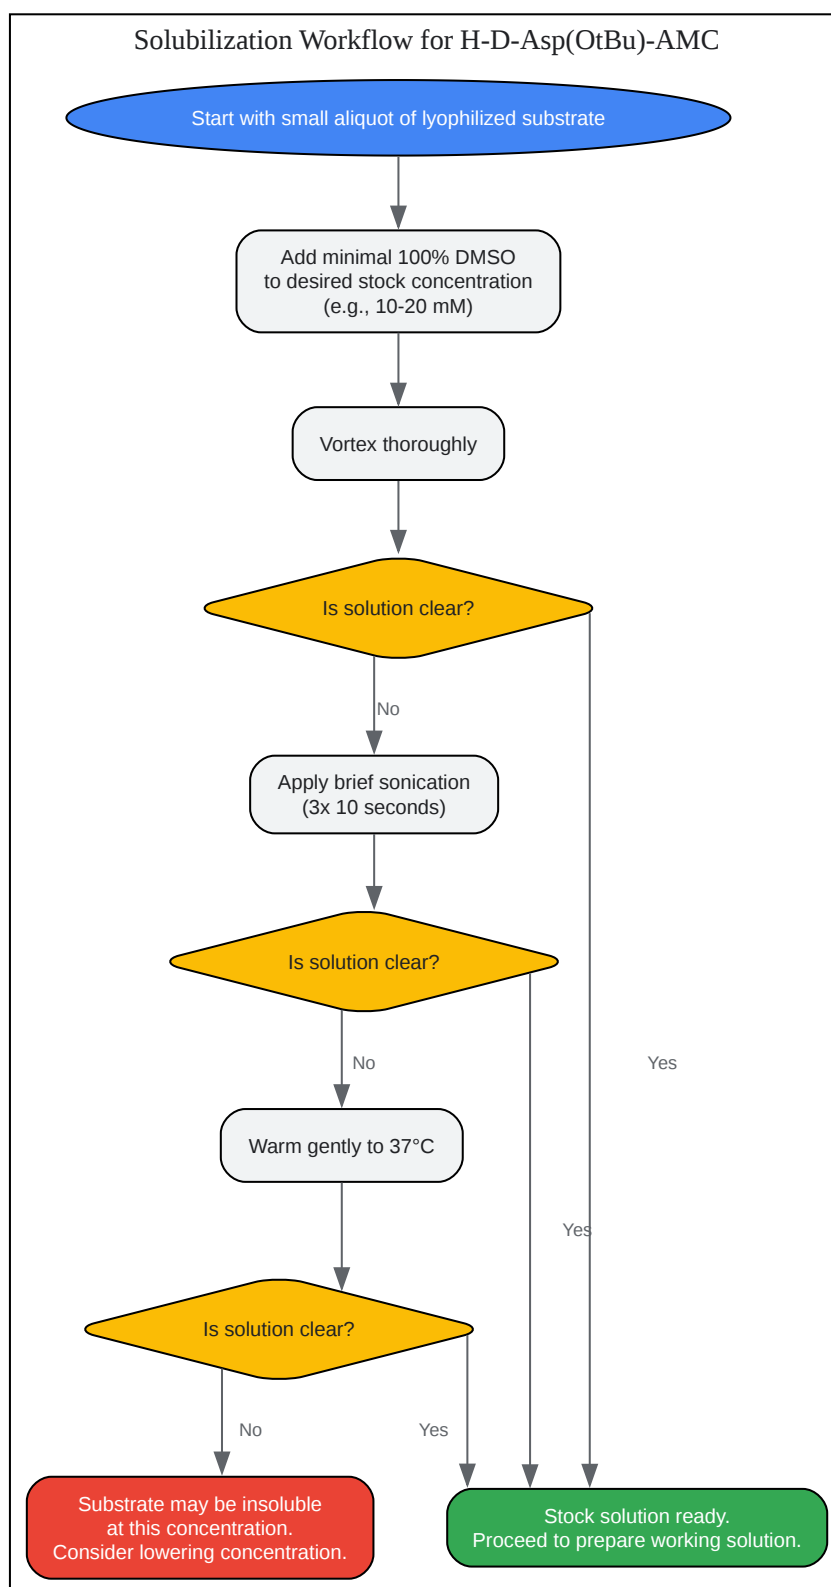 Solubilization Workflow for H-D-Asp(OtBu)-AMC
Start with small aliquot of lyophilized substrate
Add minimal 100% DMSO
to desired stock concentration
(e.g., 10-20 mM)
Vortex thoroughly
Is solution clear?
No
Apply brief sonication
(3x 10 seconds)
Is solution clear?
No
Yes
Warm gently to 37°C
Yes
Is solution clear?
No
Yes
Substrate may be insoluble
at this concentration.
Consider lowering concentration.
Stock solution ready.
Proceed to prepare working solution.